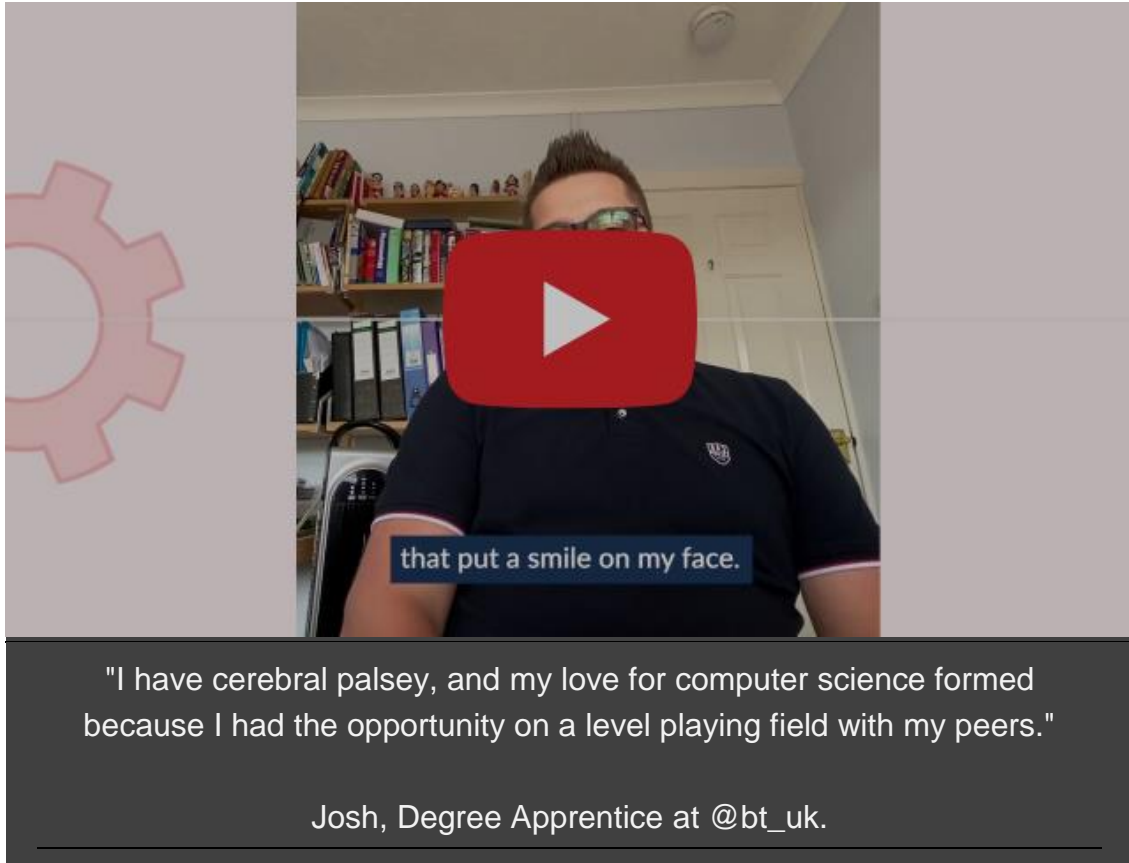 that put a smile on my face.
"I have cerebral palsey, and my love for computer science formed
because I had the opportunity on a level playing field with my peers."
Josh, Degree Apprentice at @bt_uk.